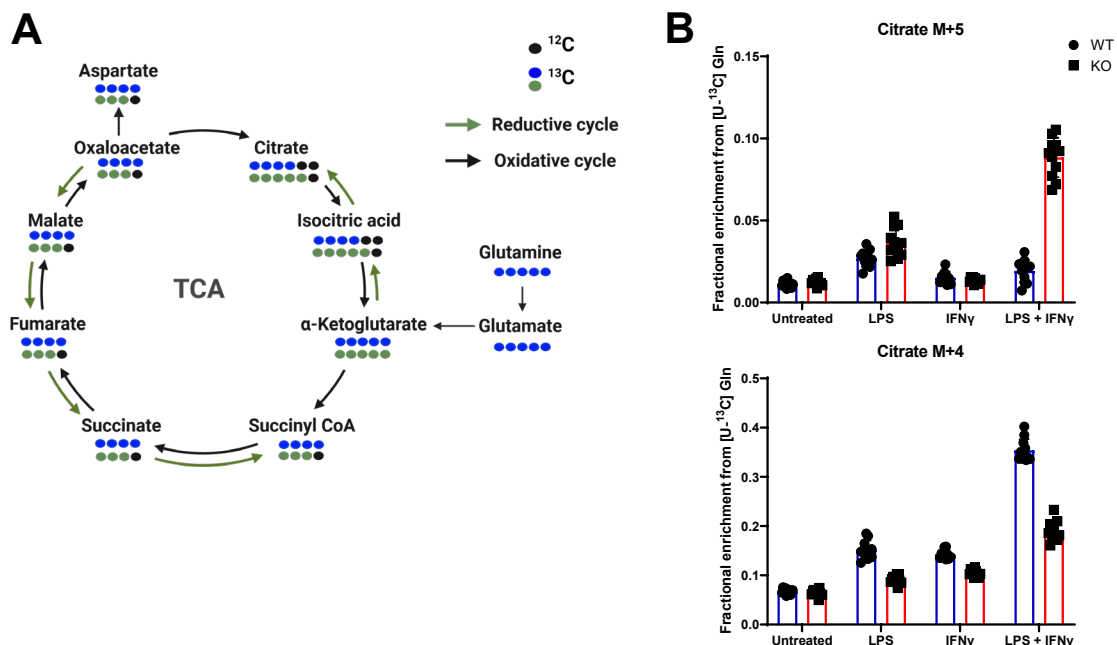 A
¹²C
¹³C
Reductive cycle
Oxidative cycle
Aspartate
Oxaloacetate
Citrate
Malate
Isocitric acid
TCA
Glutamine
Fumarate
α-Ketoglutarate
Glutamate
Succinate
Succinyl CoA
B
Citrate M+5
WT
KO
Fractional enrichment from [U-¹³C] Gln
0.15
0.10
0.05
0.00
Untreated LPS IFNγ LPS + IFNγ
Citrate M+4
Fractional enrichment from [U-¹³C] Gln
0.5
0.4
0.3
0.2
0.1
0.0
Untreated LPS IFNγ LPS + IFNγ